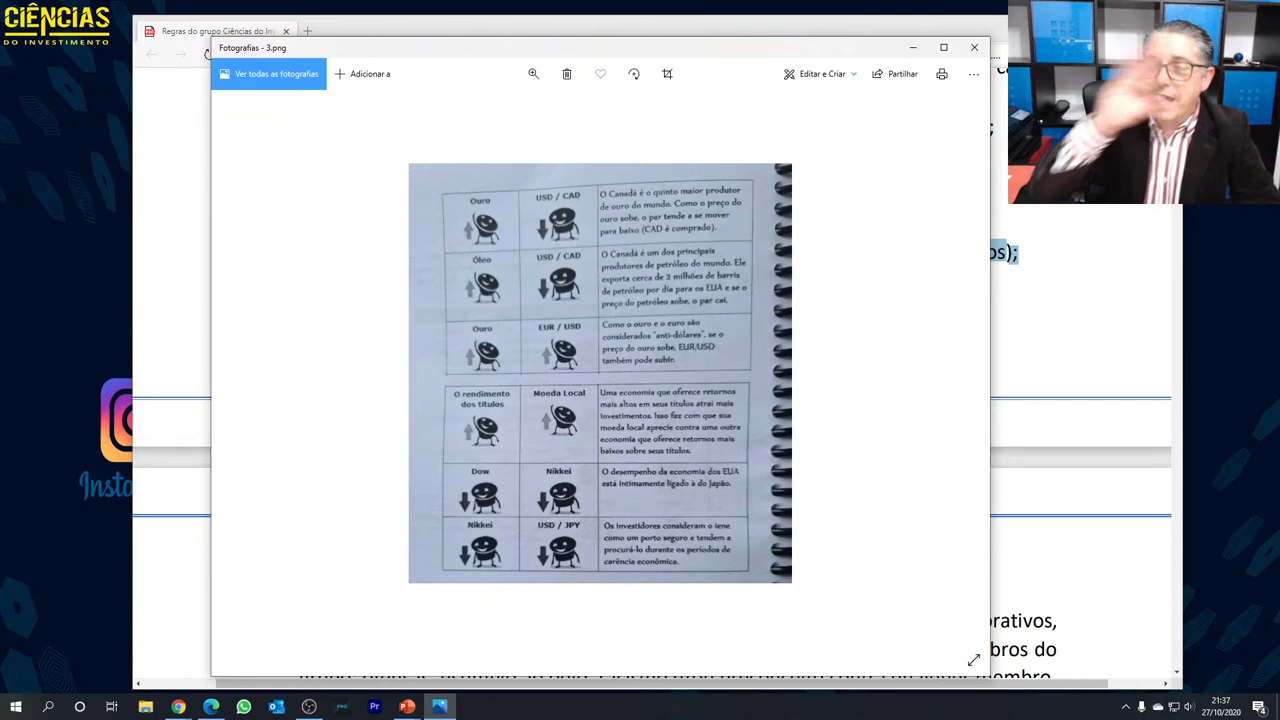 CIÊNCIAS
DO INVESTIMENTO
Regras do grupo Ciências do In
Fotografias - 3.png
Ver todas as fotografias
Adicionar a
Editar e Criar
Partilhar
Ouro
USD / CAD
O Canadá é o quinto maior produtor
de ouro do mundo. Como o preço do
ouro sobe, o par tende a se mover
para baixo (CAD é comprado).
Óleo
USD / CAD
O Canadá é um dos principais
produtores de petróleo do mundo. Ele
exporta cerca de 2 milhões de barris
de petróleo por dia para os EUA e se o
preço do petróleo sobe, o par cai.
Ouro
EUR / USD
Como o ouro e o euro são
considerados "anti-dólares", se o
preço do ouro sobe, EUR/USD
também pode subir.
O rendimento
dos títulos
Moeda Local
Uma economia que oferece retornos
mais altos em seus títulos atrai mais
investimentos. Isso faz com que sua
moeda local aprecie contra uma outra
economia que oferece retornos mais
baixos sobre seus títulos.
Dow
Nikkei
O desempenho da economia dos EUA
está intimamente ligado à do Japão.
Nikkei
USD / JPY
Os investidores consideram o iene
como um porto seguro e tendem a
procurá-lo durante os períodos de
carência econômica.
os);
Insta
orativos,
bros do
membro
21:37
27/10/2020